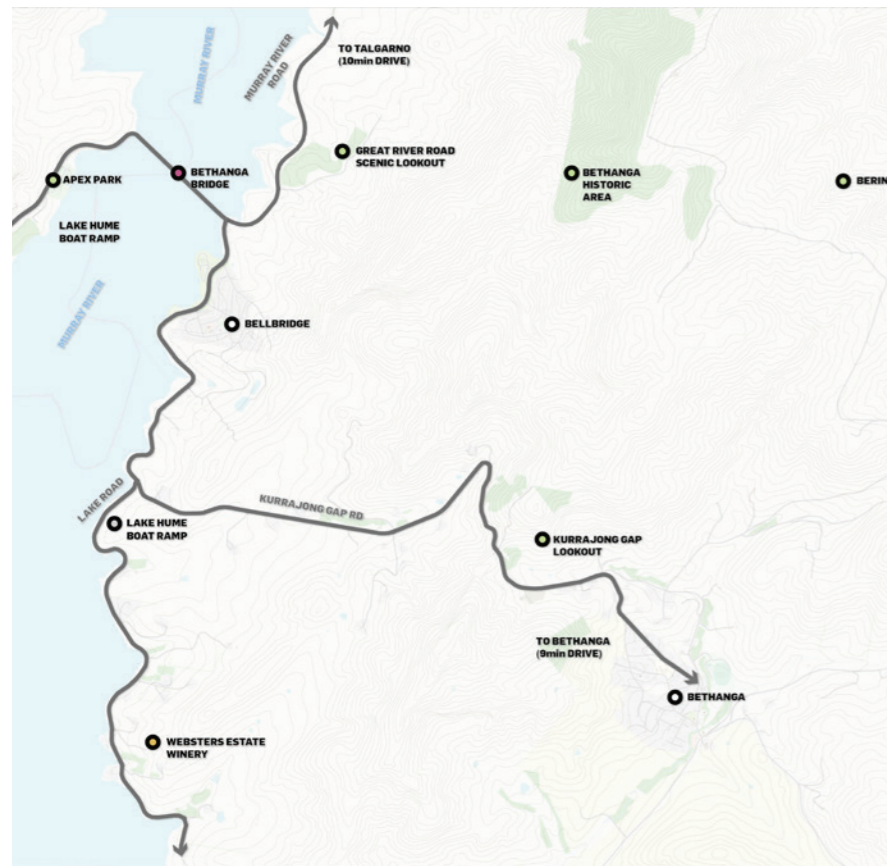 MURRAY RIVER
MURRAY RIVER
ROAD
TO TALGARNO
(10min DRIVE)
GREAT RIVER ROAD
SCENIC LOOKOUT
APEX PARK
BETHANGA
BRIDGE
BETHANGA
HISTORIC
AREA
BERIN
LAKE HUME
BOAT RAMP
MURRAY RIVER
BELLBRIDGE
LAKE ROAD
KURRAJONG GAP RD
LAKE HUME
BOAT RAMP
KURRAJONG GAP
LOOKOUT
TO BETHANGA
(9min DRIVE)
BETHANGA
WEBSTERS ESTATE
WINERY